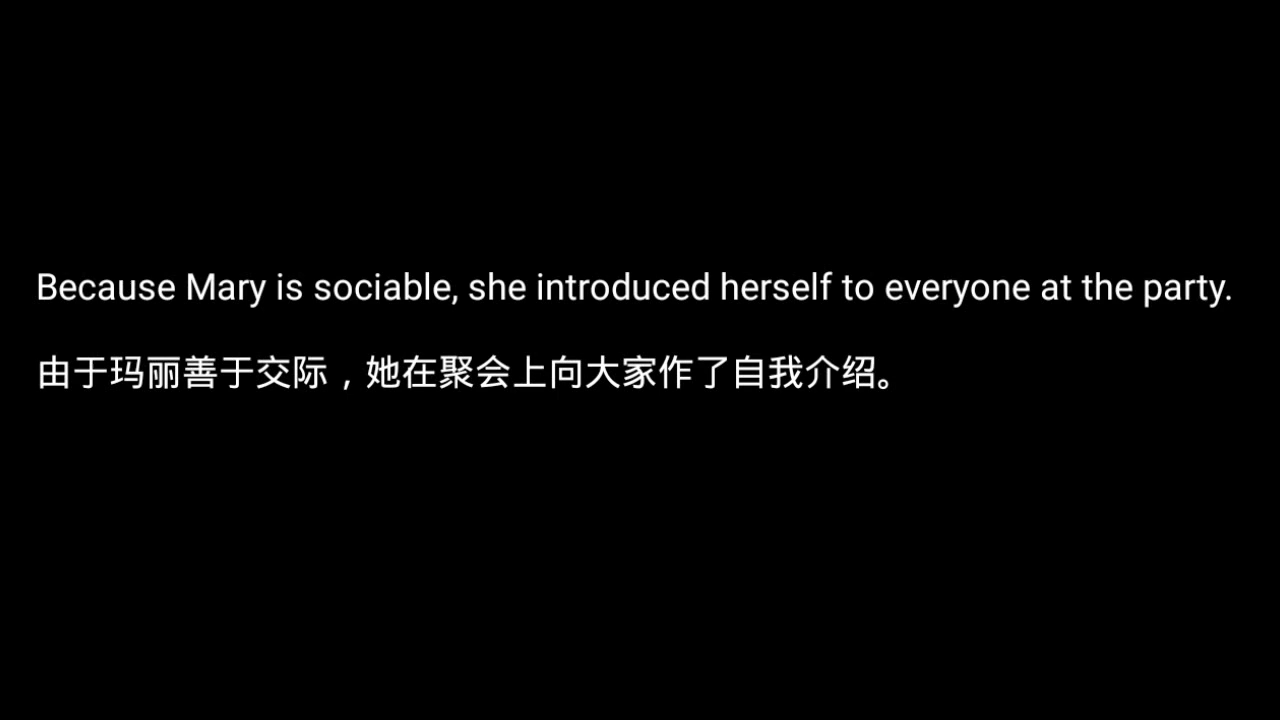 Because Mary is sociable, she introduced herself to everyone at the party.
由于玛丽善于交际，她在聚会上向大家作了自我介绍。